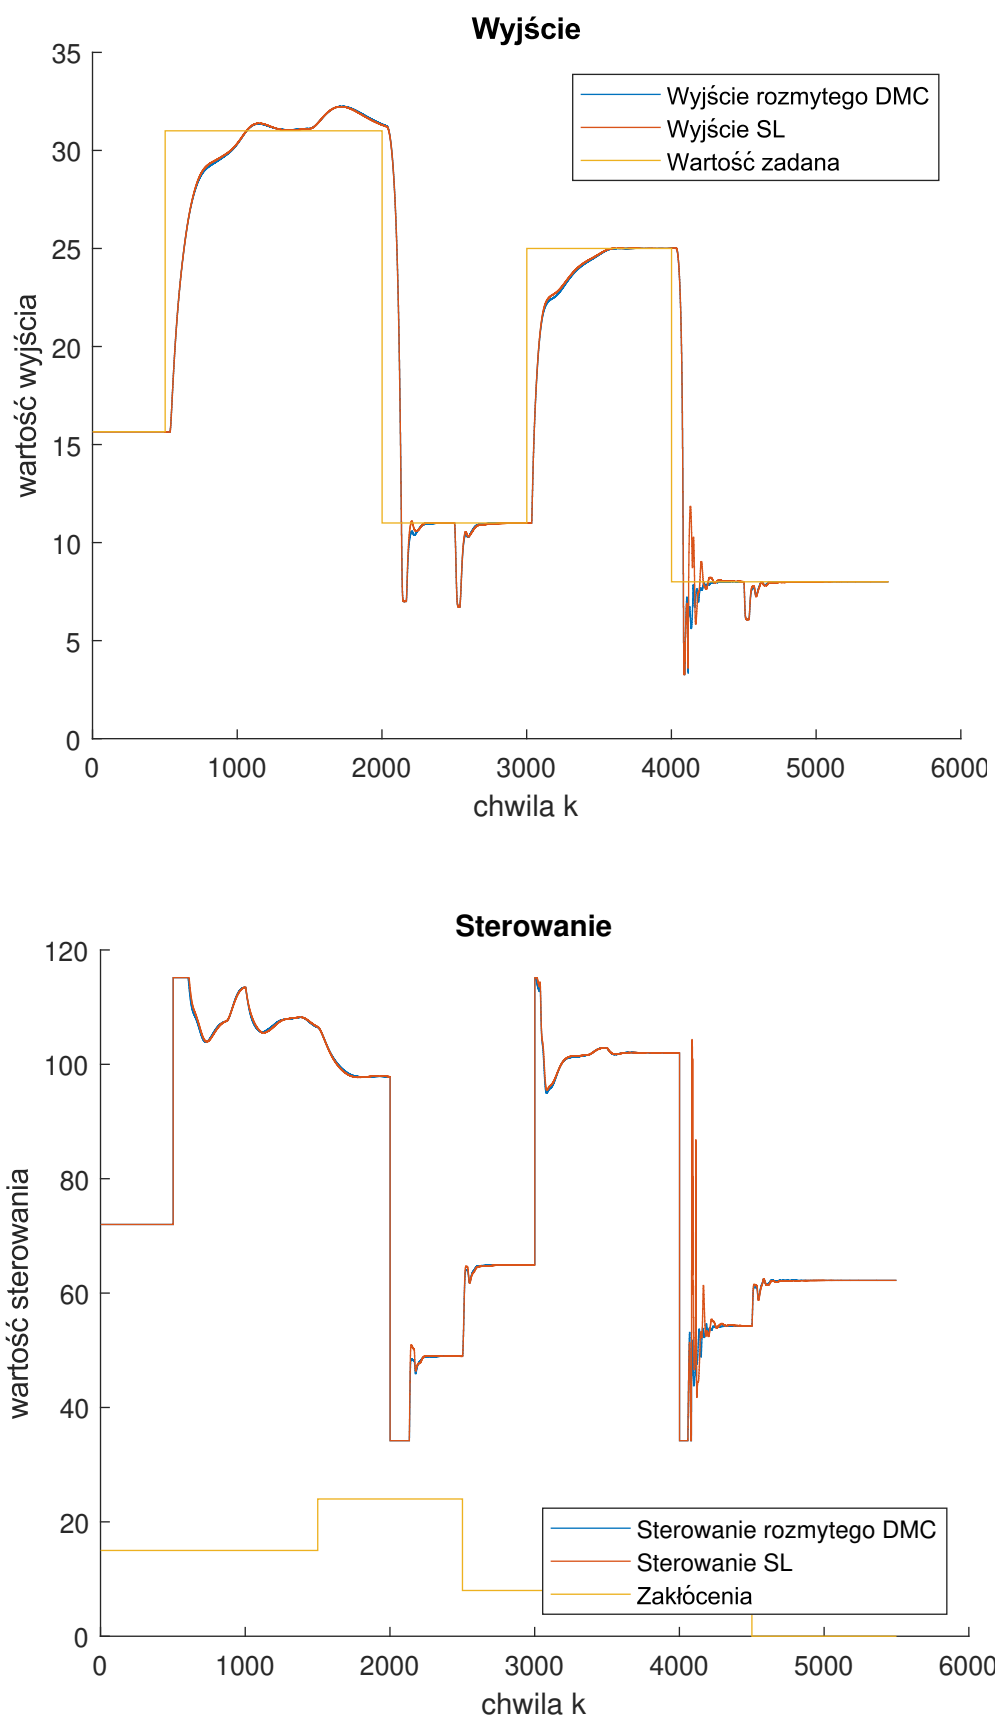 Wyjście
35
30
25
20
15
10
5
0
wartość wyjścia
Wyjście rozmytego DMC
Wyjście SL
Wartość zadana
0 1000 2000 3000 4000 5000 6000
chwila k
Sterowanie
120
100
80
60
40
20
0
wartość sterowania
Sterowanie rozmytego DMC
Sterowanie SL
Zakłócenia
0 1000 2000 3000 4000 5000 6000
chwila k